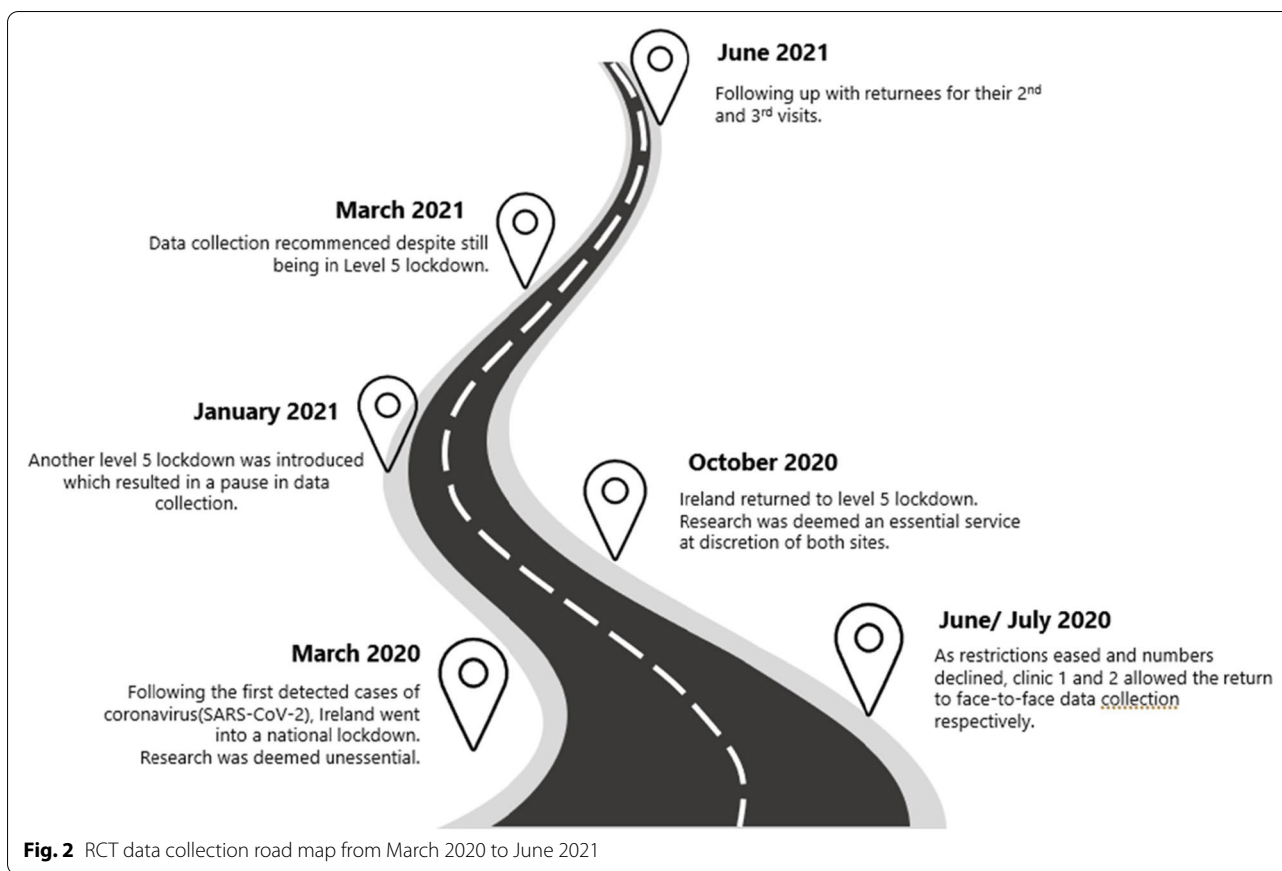 June 2021
Following up with returnees for their 2nd
and 3rd visits.
March 2021
Data collection recommenced despite still
being in Level 5 lockdown.
January 2021
Another level 5 lockdown was introduced
which resulted in a pause in data
collection.
October 2020
Ireland returned to level 5 lockdown.
Research was deemed an essential service
at discretion of both sites.
June/ July 2020
As restrictions eased and numbers
declined, clinic 1 and 2 allowed the return
to face-to-face data collection
respectively.
March 2020
Following the first detected cases of
coronavirus(SARS-CoV-2), Ireland went
into a national lockdown.
Research was deemed unessential.
Fig. 2 RCT data collection road map from March 2020 to June 2021